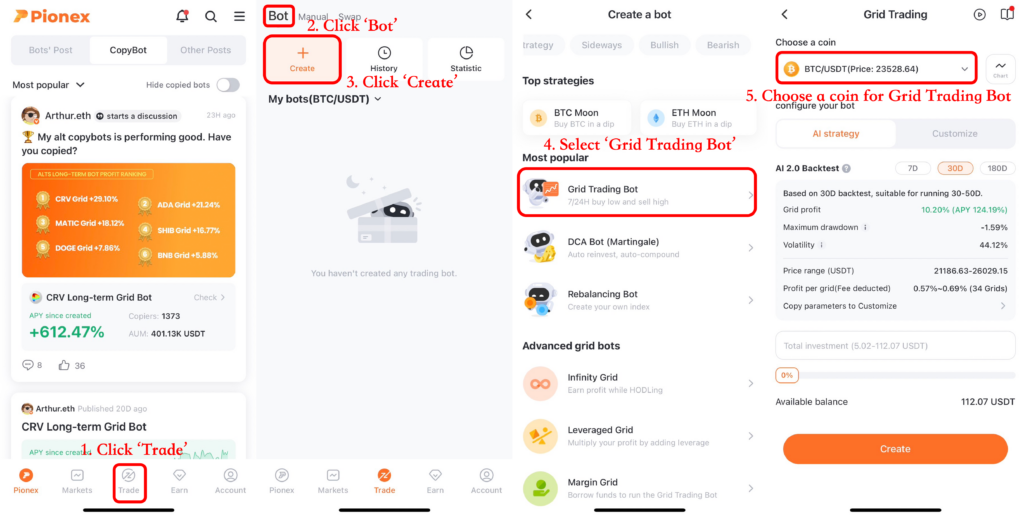 Pionex
Bots' Post
CopyBot
Other Posts
Most popular
Hide copied bots
Arthur.eth
starts a discussion
23H ago
🏆 My alt copybots is performing good. Have
you copied?
ALTS LONG-TERM BOT PROFIT RANKING
CRV Grid +29.10%
MATIC Grid +18.12%
DOGE Grid +7.86%
ADA Grid +21.24%
SHIB Grid +16.77%
BNB Grid +5.88%
CRV Long-term Grid Bot
Check >
APY since created
+612.47%
Copiers: 1373
AUM: 401.13K USDT
8
36
Arthur.eth Published 20D ago
CRV Long-term Grid Bot
APY since created
1. Click ‘Trade’
Pionex
Markets
Trade
Earn
Account
Bot
Manual
Swap
2. Click ‘Bot’
Create
History
Statistic
3. Click ‘Create’
My bots(BTC/USDT)
You haven't created any trading bot.
Pionex
Markets
Trade
Earn
Account
Create a bot
Sideways
Bullish
Bearish
Top strategies
BTC Moon
Buy BTC in a dip
ETH Moon
Buy ETH in a dip
4. Select ‘Grid Trading Bot’
Most popular
Grid Trading Bot
7/24H buy low and sell high
DCA Bot (Martingale)
Auto reinvest, auto-compound
Rebalancing Bot
Create your own index
Advanced grid bots
Infinity Grid
Earn profit while HODLing
Leveraged Grid
Multiply your profit by adding leverage
Margin Grid
Borrow funds to run the Grid Trading Bot
Grid Trading
Choose a coin
BTC/USDT(Price: 23528.64)
Chart
5. Choose a coin for Grid Trading Bot
configure your bot
AI strategy
Customize
AI 2.0 Backtest
7D
30D
180D
Based on 30D backtest, suitable for running 30-50D.
Grid profit
10.20% (APY 124.19%)
Maximum drawdown
-1.59%
Volatility
44.12%
Price range (USDT)
21186.63-26029.15
Profit per grid(Fee deducted)
0.57%~0.69% (34 Grids)
Copy parameters to Customize
Total investment (5.02-112.07 USDT)
0%
Available balance
112.07 USDT
Create